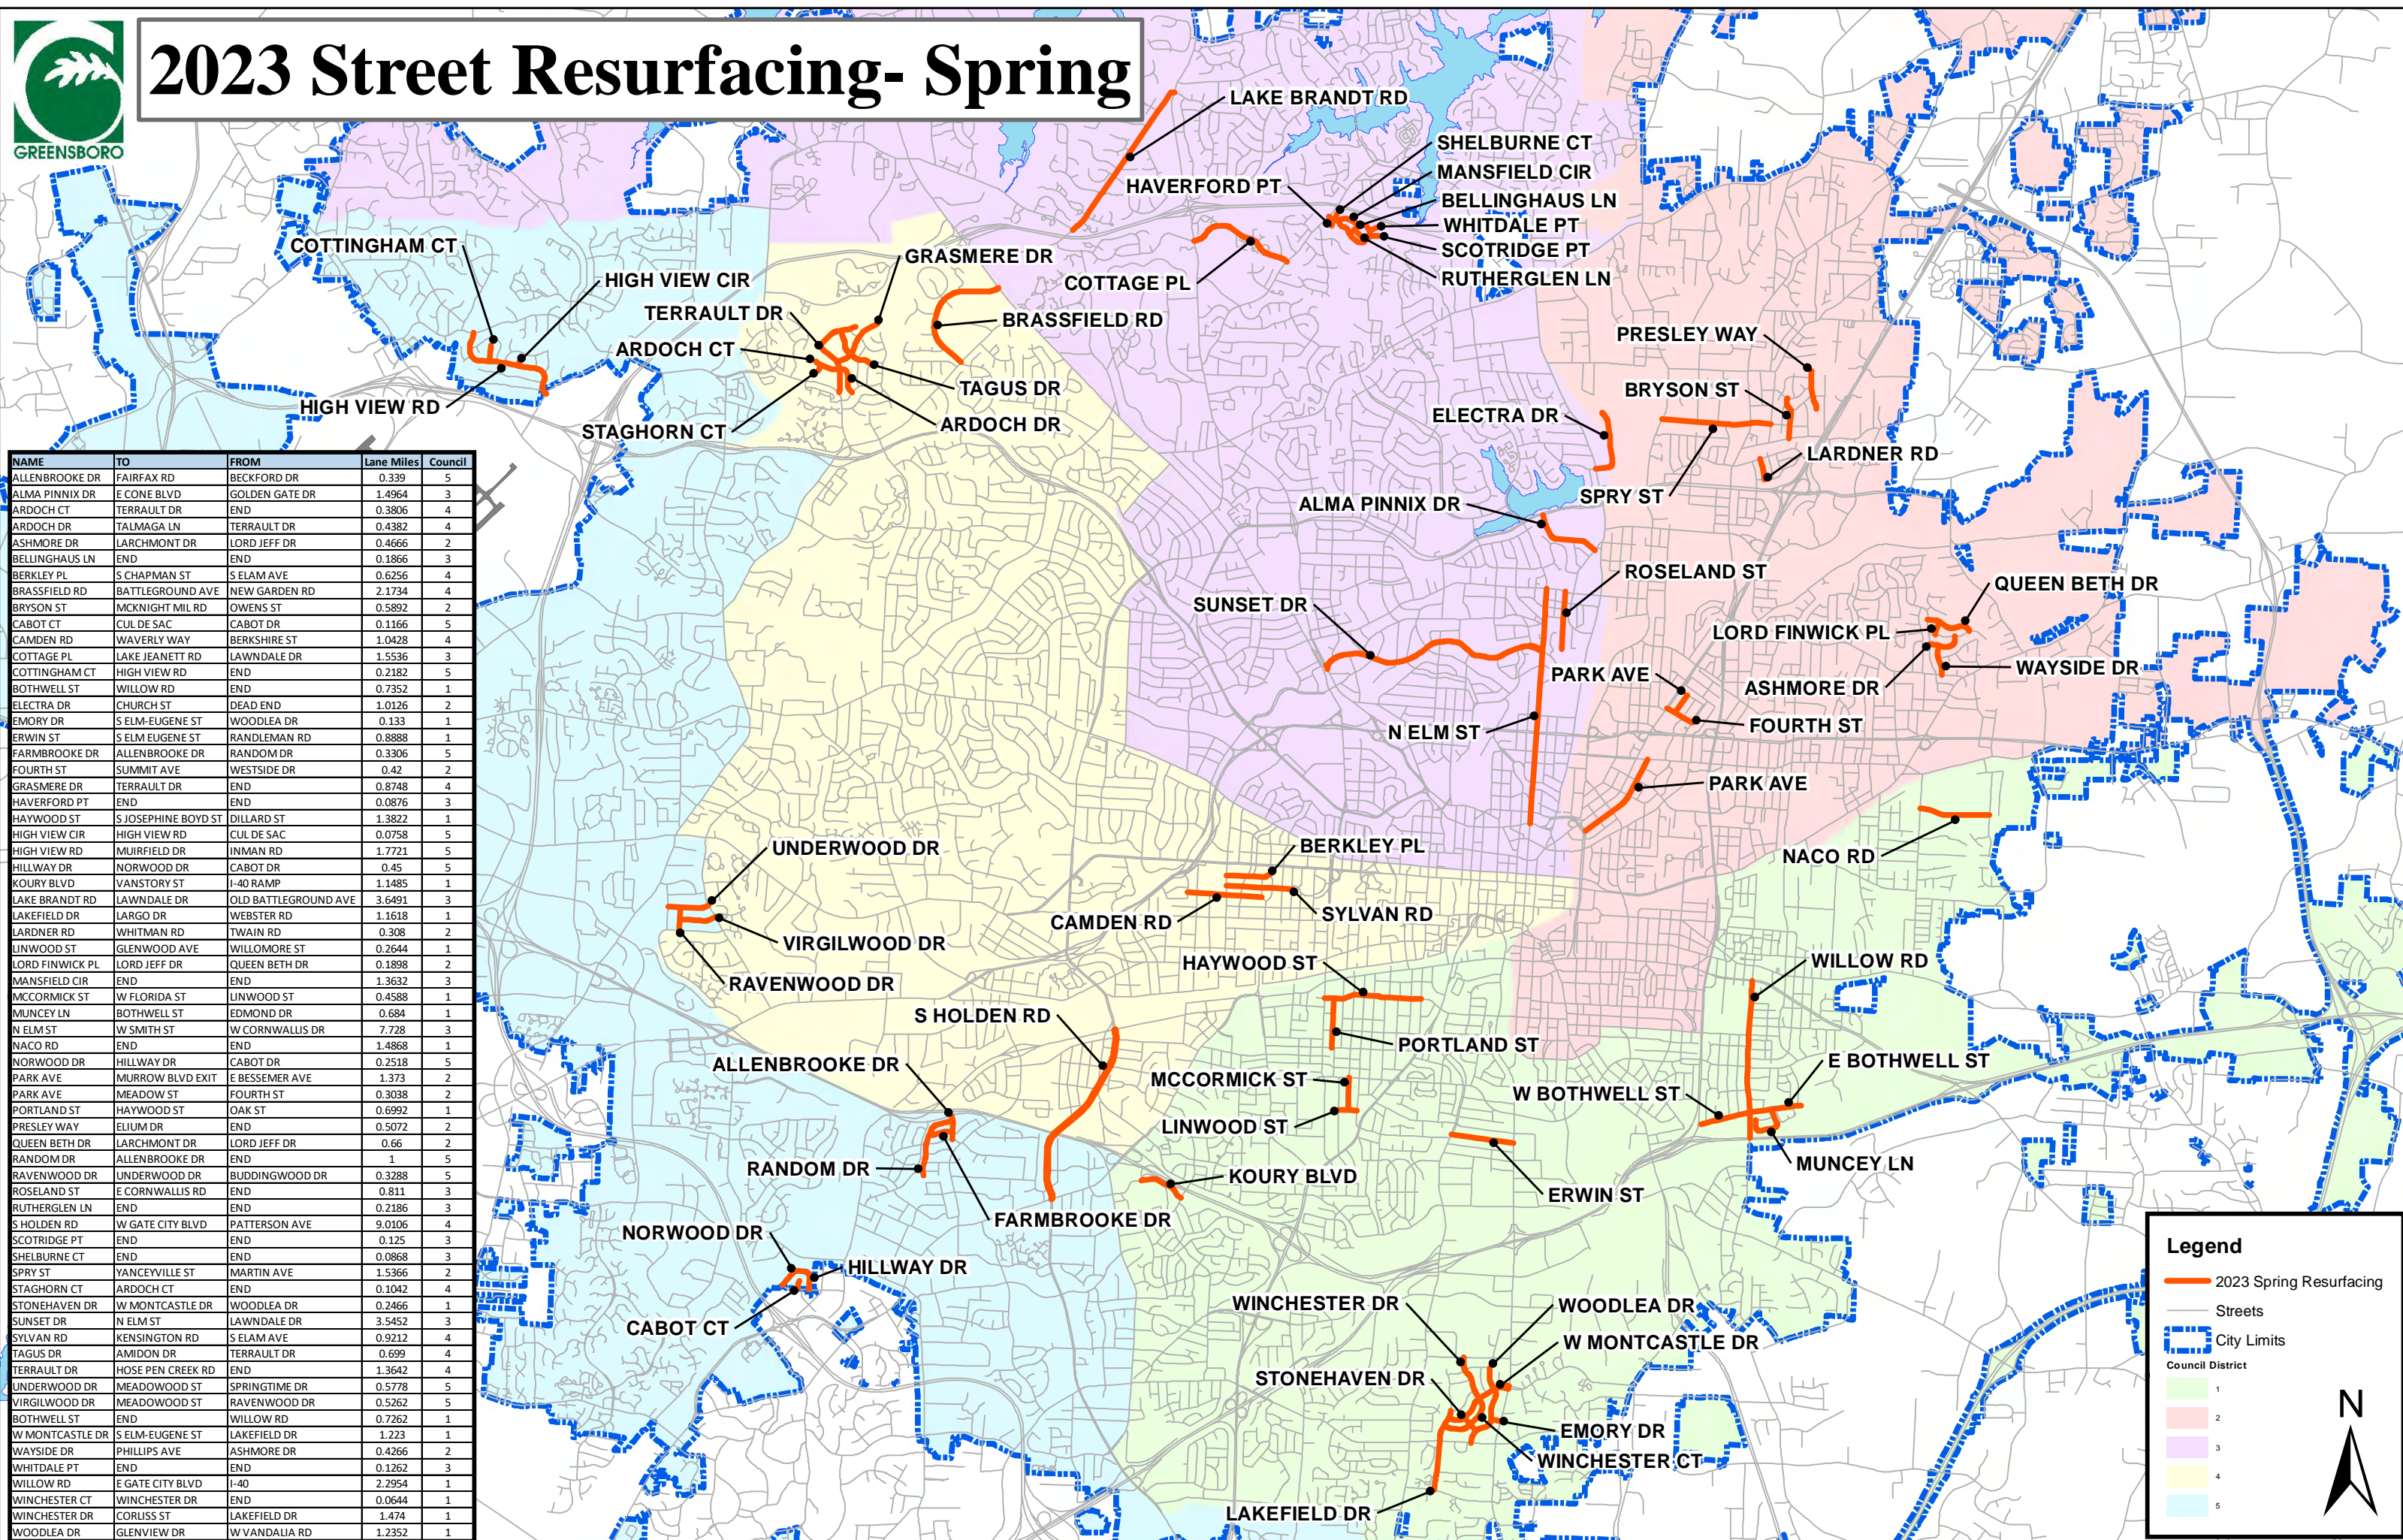 2023 Street Resurfacing- Spring
GREENSBORO
LAKE BRANDT RD
SHELBURNE CT
MANSFIELD CIR
HAVERFORD PT
BELLINGHAUS LN
WHITDALE PT
SCOTRIDGE PT
RUTHERGLEN LN
COTTAGE PL
COTTINGHAM CT
HIGH VIEW CIR
HIGH VIEW RD
GRASMERE DR
TERRAULT DR
BRASSFIELD RD
ARDOCH CT
TAGUS DR
ARDOCH DR
STAGHORN CT
PRESLEY WAY
BRYSON ST
ELECTRA DR
LARDNER RD
SPRY ST
ALMA PINNIX DR
ROSELAND ST
SUNSET DR
QUEEN BETH DR
LORD FINWICK PL
WAYSIDE DR
PARK AVE
ASHMORE DR
FOURTH ST
N ELM ST
PARK AVE
NACO RD
UNDERWOOD DR
BERKLEY PL
CAMDEN RD
SYLVAN RD
VIRGILWOOD DR
RAVENWOOD DR
HAYWOOD ST
WILLOW RD
S HOLDEN RD
PORTLAND ST
ALLENBROOKE DR
MCCORMICK ST
E BOTHWELL ST
W BOTHWELL ST
LINWOOD ST
RANDOM DR
KOURY BLVD
MUNCEY LN
ERWIN ST
FARMBROOKE DR
NORWOOD DR
HILLWAY DR
CABOT CT
WINCHESTER DR
WOODLEA DR
W MONTCASTLE DR
STONEHAVEN DR
EMORY DR
WINCHESTER CT
LAKEFIELD DR
NAME TO FROM Lane Miles Council
ALLENBROOKE DR FAIRFAX RD BECKFORD DR 0.339 5
ALMA PINNIX DR E CONE BLVD GOLDEN GATE DR 1.4964 3
ARDOCH CT TERRAULT DR END 0.3806 4
ARDOCH DR TALMAGA LN TERRAULT DR 0.4382 4
ASHMORE DR LARCHMONT DR LORD JEFF DR 0.4666 2
BELLINGHAUS LN END END 0.1866 3
BERKLEY PL S CHAPMAN ST S ELAM AVE 0.6256 4
BRASSFIELD RD BATTLEGROUND AVE NEW GARDEN RD 2.1734 4
BRYSON ST MCKNIGHT MIL RD OWENS ST 0.5892 2
CABOT CT CUL DE SAC CABOT DR 0.1166 5
CAMDEN RD WAVERLY WAY BERKSHIRE ST 1.0428 4
COTTAGE PL LAKE JEANETT RD LAWNDALE DR 1.5536 3
COTTINGHAM CT HIGH VIEW RD END 0.2182 5
BOTHWELL ST WILLOW RD END 0.7352 1
ELECTRA DR CHURCH ST DEAD END 1.0126 2
EMORY DR S ELM-EUGENE ST WOODLEA DR 0.133 1
ERWIN ST S ELM EUGENE ST RANDLEMAN RD 0.8888 1
FARMBROOKE DR ALLENBROOKE DR RANDOM DR 0.3306 5
FOURTH ST SUMMIT AVE WESTSIDE DR 0.42 2
GRASMERE DR TERRAULT DR END 0.8748 4
HAVERFORD PT END END 0.0876 3
HAYWOOD ST S JOSEPHINE BOYD ST DILLARD ST 1.3822 1
HIGH VIEW CIR HIGH VIEW RD CUL DE SAC 0.0758 5
HIGH VIEW RD MUIRFIELD DR INMAN RD 1.7721 5
HILLWAY DR NORWOOD DR CABOT DR 0.45 5
KOURY BLVD VANSTORY ST I-40 RAMP 1.1485 1
LAKE BRANDT RD LAWNDALE DR OLD BATTLEGROUND AVE 3.6491 3
LAKEFIELD DR LARGO DR WEBSTER RD 1.1618 1
LARDNER RD WHITMAN RD TWAIN RD 0.308 2
LINWOOD ST GLENWOOD AVE WILLOMORE ST 0.2644 1
LORD FINWICK PL LORD JEFF DR QUEEN BETH DR 0.1898 2
MANSFIELD CIR END END 1.3632 3
MCCORMICK ST W FLORIDA ST LINWOOD ST 0.4588 1
MUNCEY LN BOTHWELL ST EDMOND DR 0.684 1
N ELM ST W SMITH ST W CORNWALLIS DR 7.728 3
NACO RD END END 1.4868 1
NORWOOD DR HILLWAY DR CABOT DR 0.2518 5
PARK AVE MURROW BLVD EXIT E BESSEMER AVE 1.373 2
PARK AVE MEADOW ST FOURTH ST 0.3038 2
PORTLAND ST HAYWOOD ST OAK ST 0.6992 1
PRESLEY WAY ELIUM DR END 0.5072 2
QUEEN BETH DR LARCHMONT DR LORD JEFF DR 0.66 2
RANDOM DR ALLENBROOKE DR END 1 5
RAVENWOOD DR UNDERWOOD DR BUDDINGWOOD DR 0.3288 5
ROSELAND ST E CORNWALLIS RD END 0.811 3
RUTHERGLEN LN END END 0.2186 3
S HOLDEN RD W GATE CITY BLVD PATTERSON AVE 9.0106 4
SCOTRIDGE PT END END 0.125 3
SHELBURNE CT END END 0.0868 3
SPRY ST YANCEYVILLE ST MARTIN AVE 1.5366 2
STAGHORN CT ARDOCH CT END 0.1042 4
STONEHAVEN DR W MONTCASTLE DR WOODLEA DR 0.2466 1
SUNSET DR N ELM ST LAWNDALE DR 3.5452 3
SYLVAN RD KENSINGTON RD S ELAM AVE 0.9212 4
TAGUS DR AMIDON DR TERRAULT DR 0.699 4
TERRAULT DR HOSE PEN CREEK RD END 1.3642 4
UNDERWOOD DR MEADOWOOD ST SPRINGTIME DR 0.5778 5
VIRGILWOOD DR MEADOWOOD ST RAVENWOOD DR 0.5262 5
BOTHWELL ST END WILLOW RD 0.7262 1
W MONTCASTLE DR S ELM-EUGENE ST LAKEFIELD DR 1.223 1
WAYSIDE DR PHILLIPS AVE ASHMORE DR 0.4266 2
WHITDALE PT END END 0.1262 3
WILLOW RD E GATE CITY BLVD I-40 2.2954 1
WINCHESTER CT WINCHESTER DR END 0.0644 1
WINCHESTER DR CORLISS ST LAKEFIELD DR 1.474 1
WOODLEA DR GLENVIEW DR W VANDALIA RD 1.2352 1
Legend
2023 Spring Resurfacing
Streets
City Limits
Council District
1
2
3
4
5
N